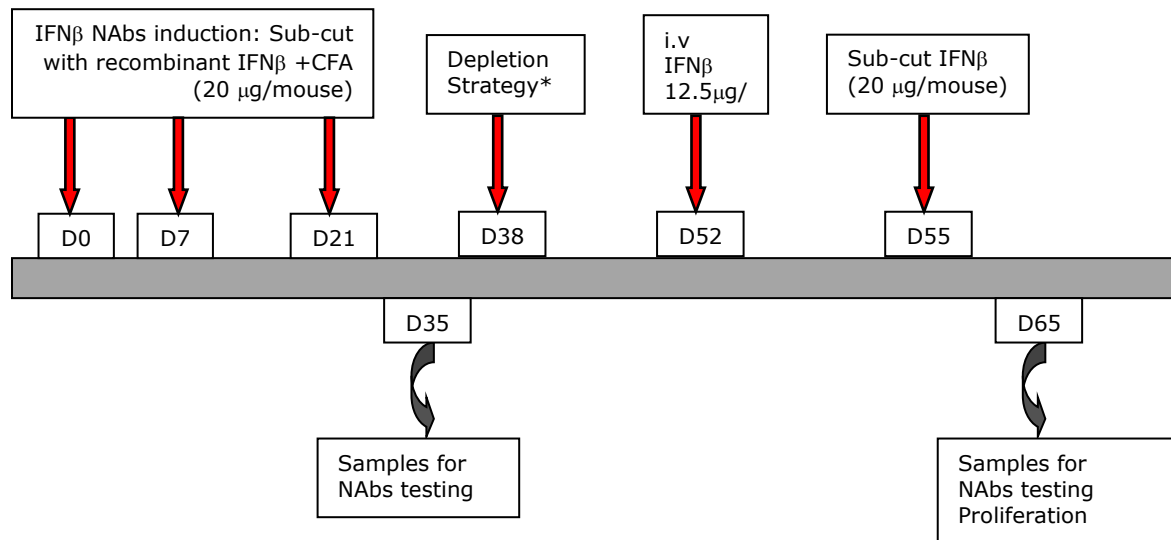 IFNβ NAbs induction: Sub-cut
with recombinant IFNβ +CFA
(20 μg/mouse)
Depletion
Strategy*
i.v
IFNβ
12.5μg/
Sub-cut IFNβ
(20 μg/mouse)
D0
D7
D21
D38
D52
D55
D35
D65
Samples for
NAbs testing
Samples for
NAbs testing
Proliferation